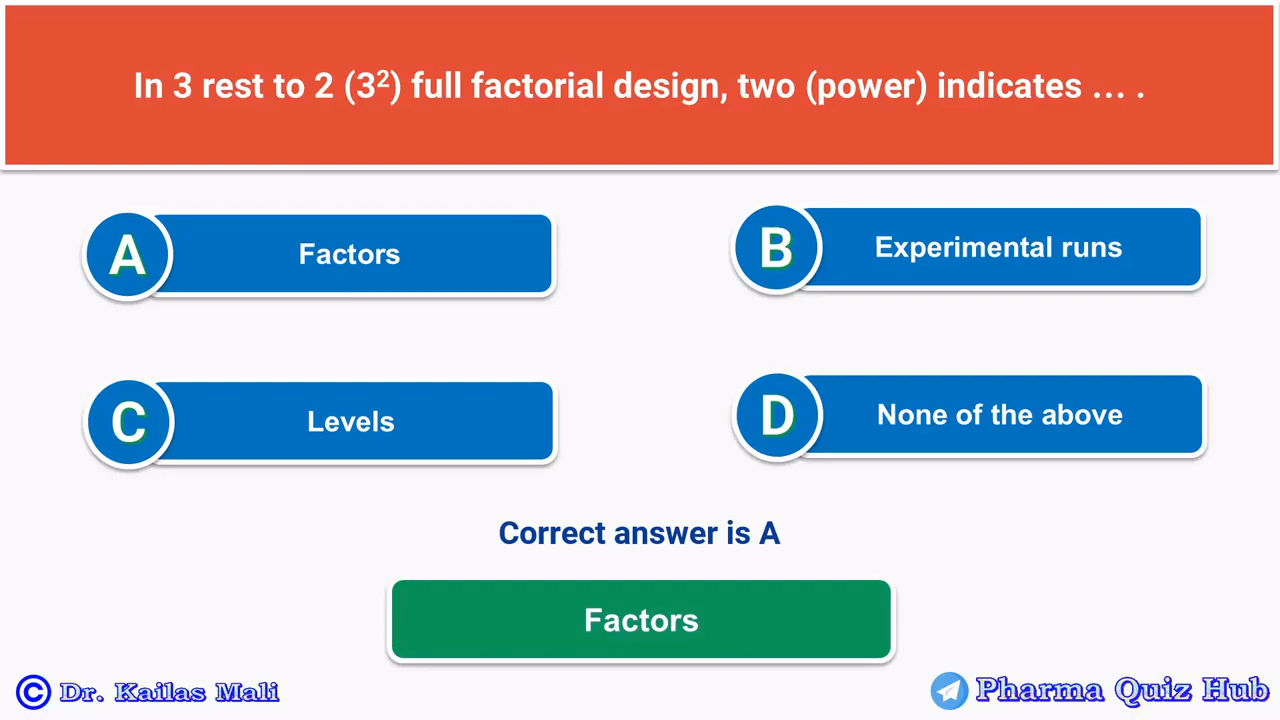 In 3 rest to 2 (3²) full factorial design, two (power) indicates ... .
A Factors
B Experimental runs
C Levels
D None of the above
Correct answer is A
Factors
© Dr. Kailas Mali
Pharma Quiz Hub